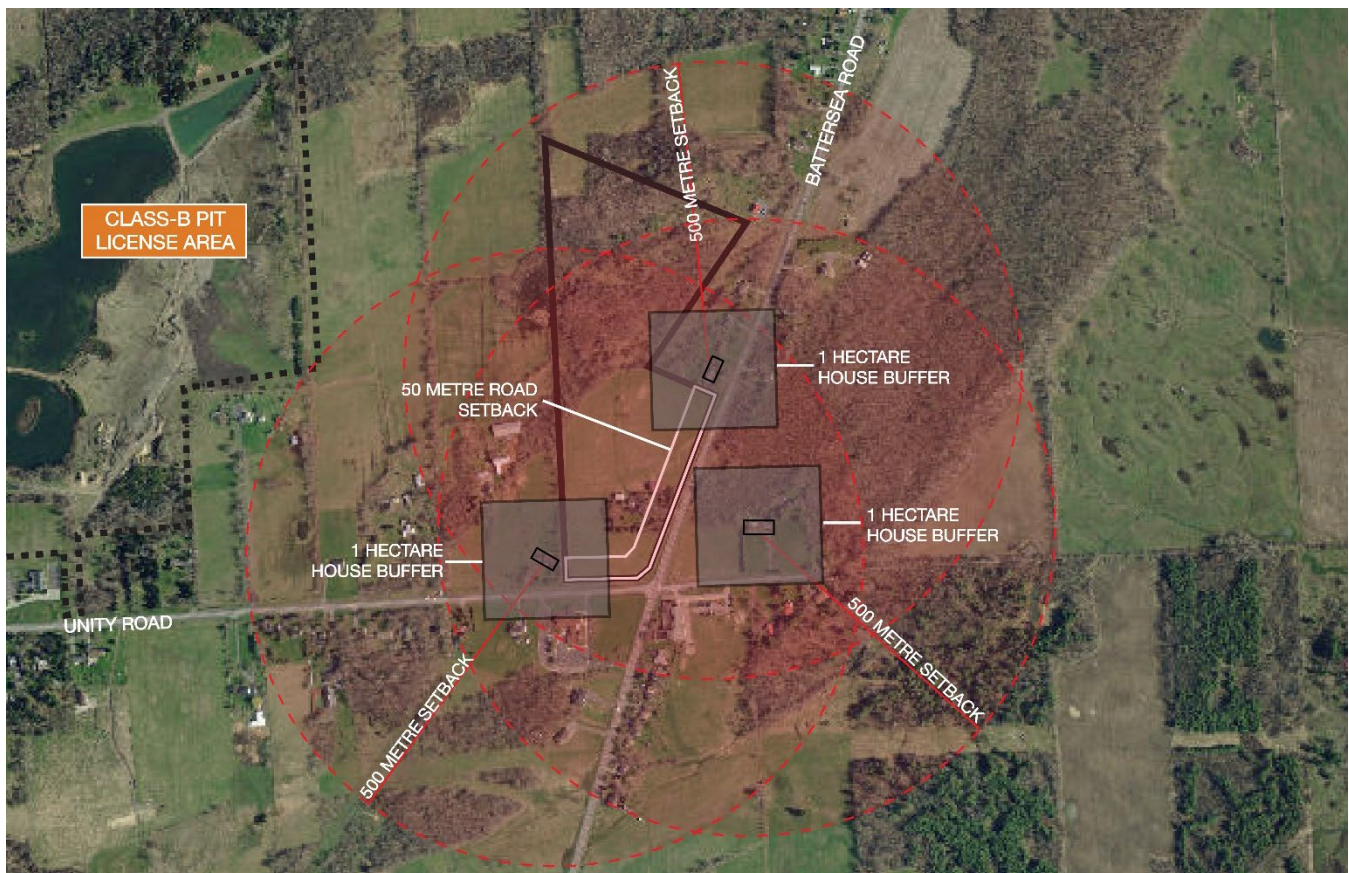 500 METRE SETBACK
BATTERSEA ROAD
CLASS-B PIT
LICENSE AREA
50 METRE ROAD
SETBACK
1 HECTARE
HOUSE BUFFER
1 HECTARE
HOUSE BUFFER
1 HECTARE
HOUSE BUFFER
UNITY ROAD
500 METRE SETBACK
500 METRE SETBACK